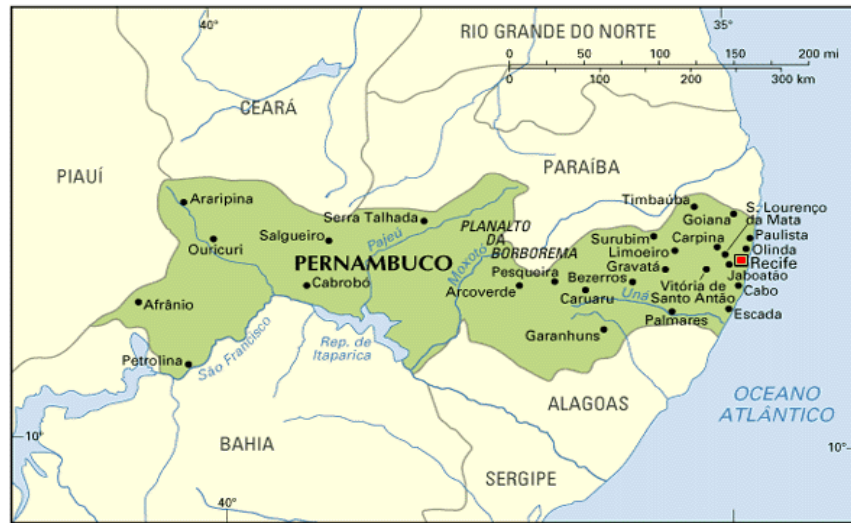 40°
35°
RIO GRANDE DO NORTE
0 50 100 150 200 mi
0 100 200 300 km
CEARÁ
PIAUÍ
PARAÍBA
Araripina
Timbaúba
S. Lourenço
da Mata
Goiana
Serra Talhada
Ouricuri
Salgueiro
Pajeú
PLANALTO
DA
BORBOREMA
Surubim
Carpina
Paulista
Limoeiro
Olinda
PERNAMBUCO
Moxotó
Pesqueira
Bezerros
Gravatá
Recife
Jaboatão
Cabrobó
Arcoverde
Caruaru
Uná
Vitória de
Santo Antão
Cabo
Afrânio
Palmares
Escada
São Francisco
Rep. de
Itaparica
Garanhuns
Petrolina
ALAGOAS
OCEANO
ATLÂNTICO
10°
BAHIA
10°
SERGIPE
40°